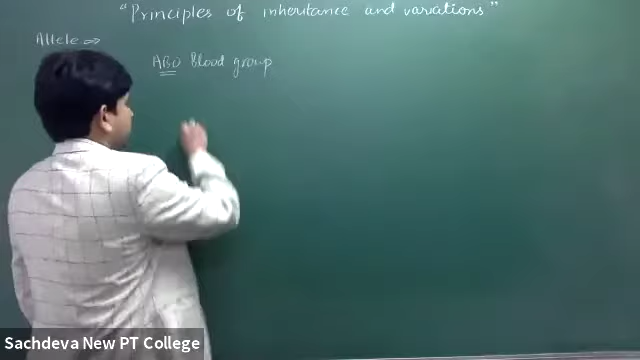 "Principles of inheritance and variations"
Allele ⇒
ABO Blood group
Sachdeva New PT College